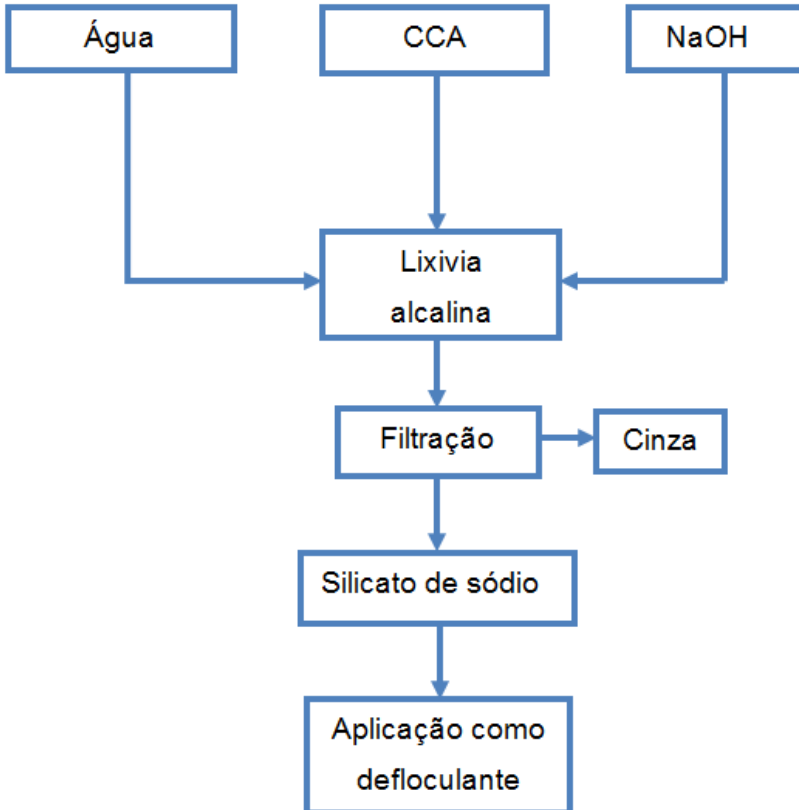 Água
CCA
NaOH
Lixivia
alcalina
Filtração
Cinza
Silicato de sódio
Aplicação como
defloculante